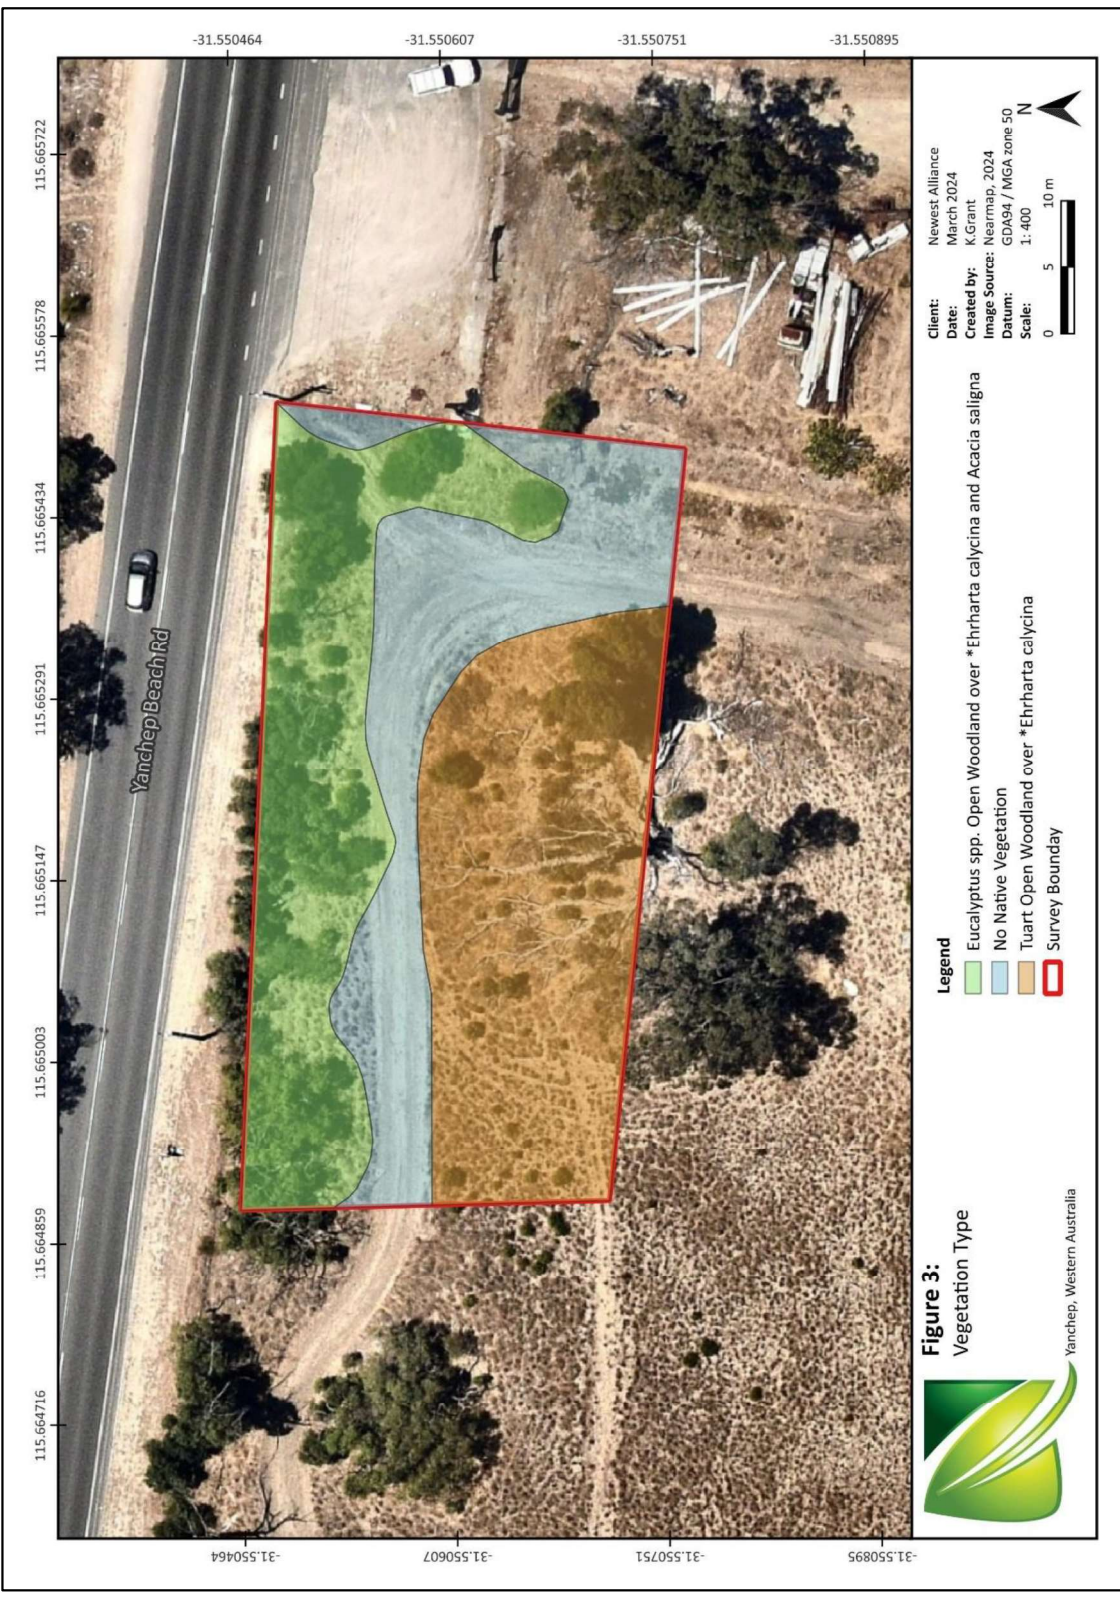 115.664716
115.664859
115.665003
115.665147
115.665291
115.665434
115.665578
115.665722
-31.550464
-31.550607
-31.550751
-31.550895
-31.550464
-31.550607
-31.550751
-31.550895
Yanchep Beach Rd
Figure 3:
Vegetation Type
Yanchep, Western Australia
Legend
Eucalyptus spp. Open Woodland over *Ehrharta calycina and Acacia saligna
No Native Vegetation
Tuart Open Woodland over *Ehrharta calycina
Survey Bounday
Client: Newest Alliance
Date: March 2024
Created by: K.Grant
Image Source: Nearmap, 2024
Datum: GDA94 / MGA zone 50
Scale: 1: 400
0 5 10 m
N